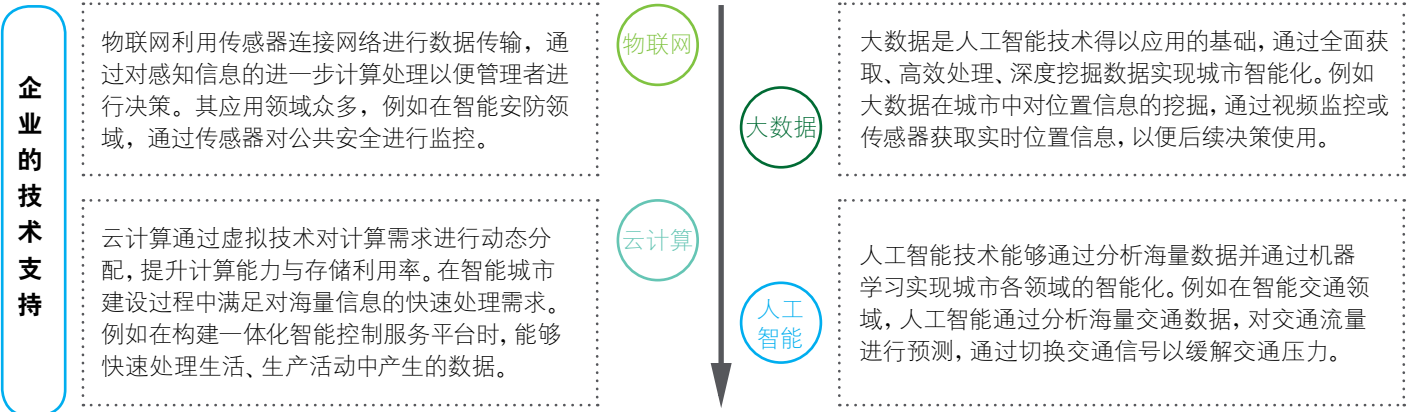 企业的技术支持
物联网利用传感器连接网络进行数据传输，通
过对感知信息的进一步计算处理以便管理者进
行决策。其应用领域众多，例如在智能安防领
域，通过传感器对公共安全进行监控。
物联网
大数据
大数据是人工智能技术得以应用的基础，通过全面获
取、高效处理、深度挖掘数据实现城市智能化。例如
大数据在城市中对位置信息的挖掘，通过视频监控或
传感器获取实时位置信息，以便后续决策使用。
云计算通过虚拟技术对计算需求进行动态分
配，提升计算能力与存储利用率。在智能城市
建设过程中满足对海量信息的快速处理需求。
例如在构建一体化智能控制服务平台时，能够
快速处理生活、生产活动中产生的数据。
云计算
人工
智能
人工智能技术能够通过分析海量数据并通过机器
学习实现城市各领域的智能化。例如在智能交通领
域，人工智能通过分析海量交通数据，对交通流量
进行预测，通过切换交通信号以缓解交通压力。